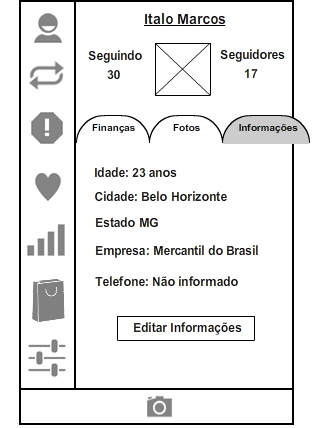 Italo Marcos
Seguindo
30
Seguidores
17
Finanças
Fotos
Informações
Idade: 23 anos
Cidade: Belo Horizonte
Estado MG
Empresa: Mercantil do Brasil
Telefone: Não informado
Editar Informações